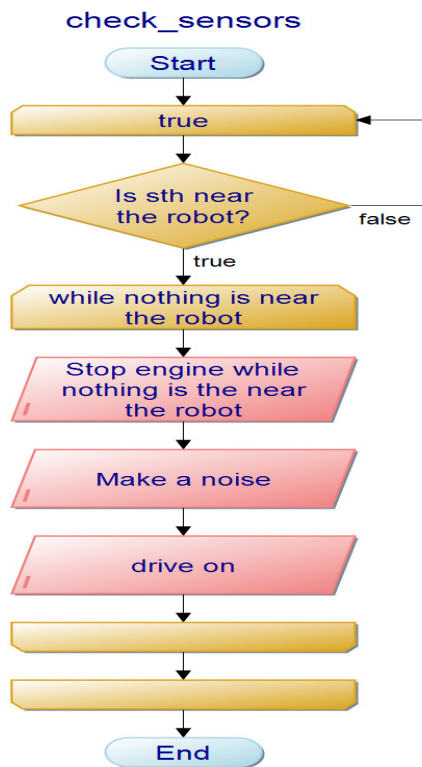 check_sensors
Start
true
Is sth near
the robot?
false
true
while nothing is near
the robot
Stop engine while
nothing is the near
the robot
I
Make a noise
I
drive on
I
End